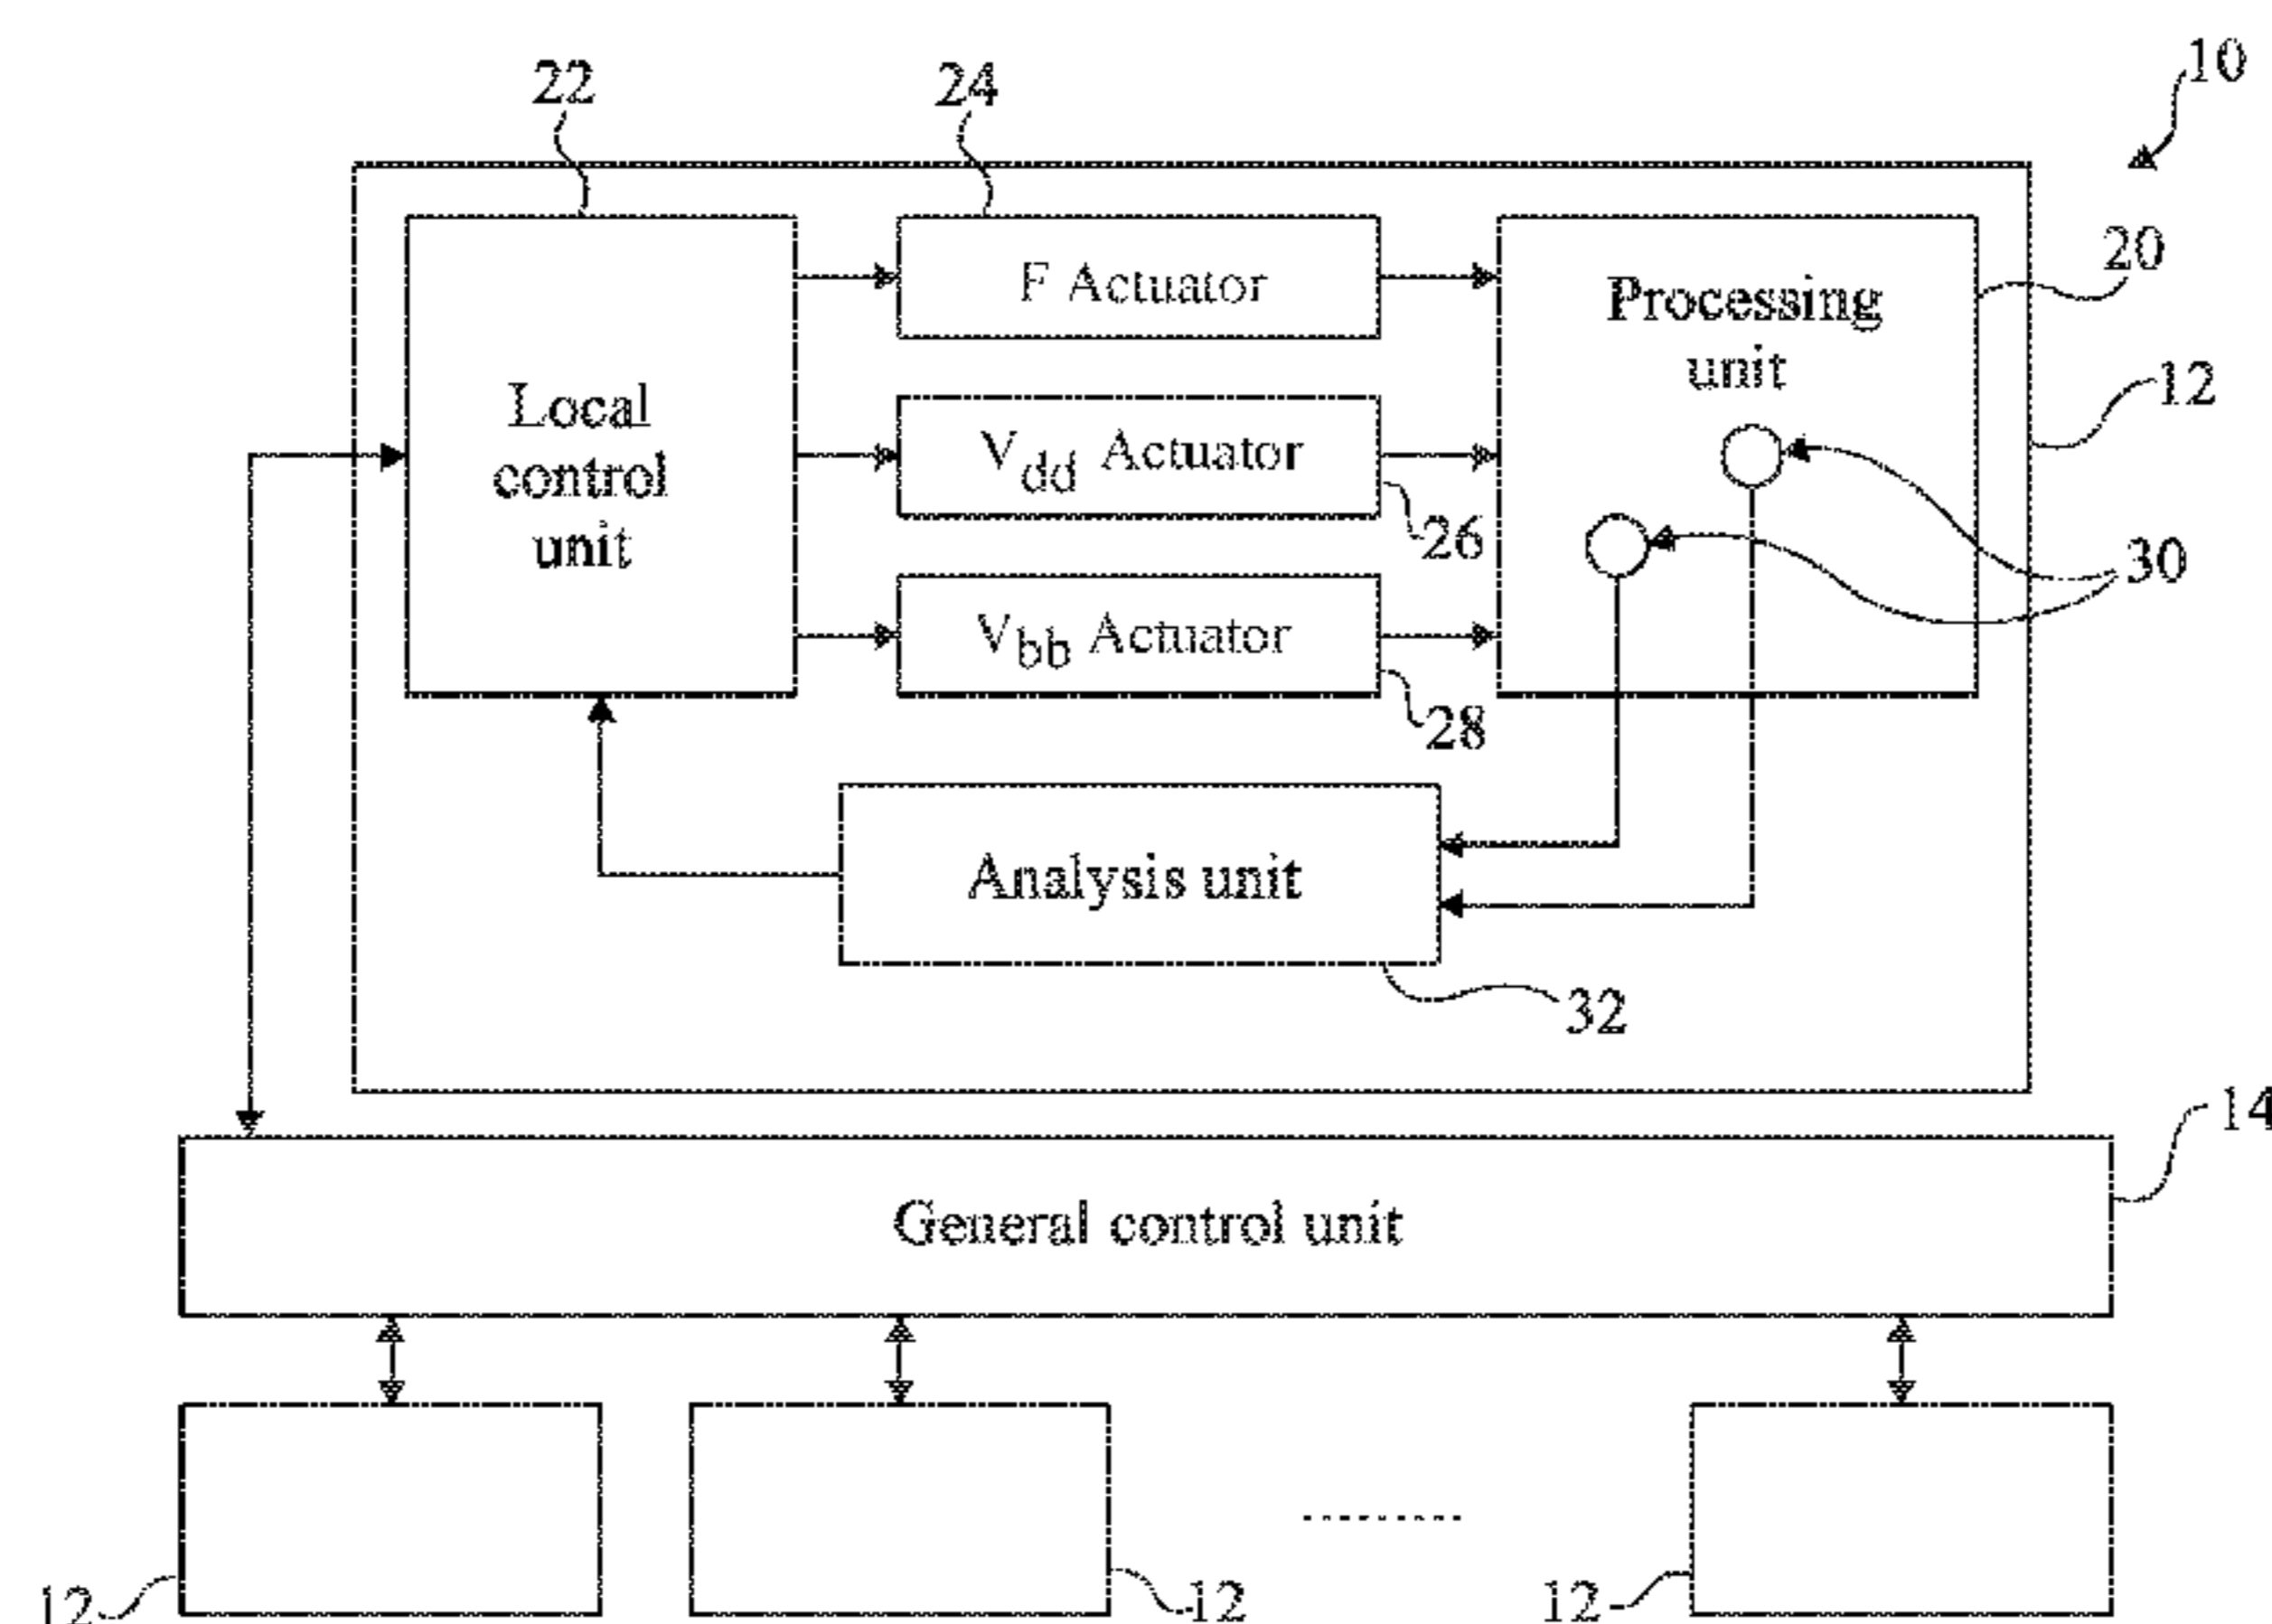 22
24
10
F Actuator
Processing
unit
20
Local
control
unit
12
Vdd Actuator
26
30
Vbb Actuator
28
Analysis unit
32
14
General control unit
12
12
12